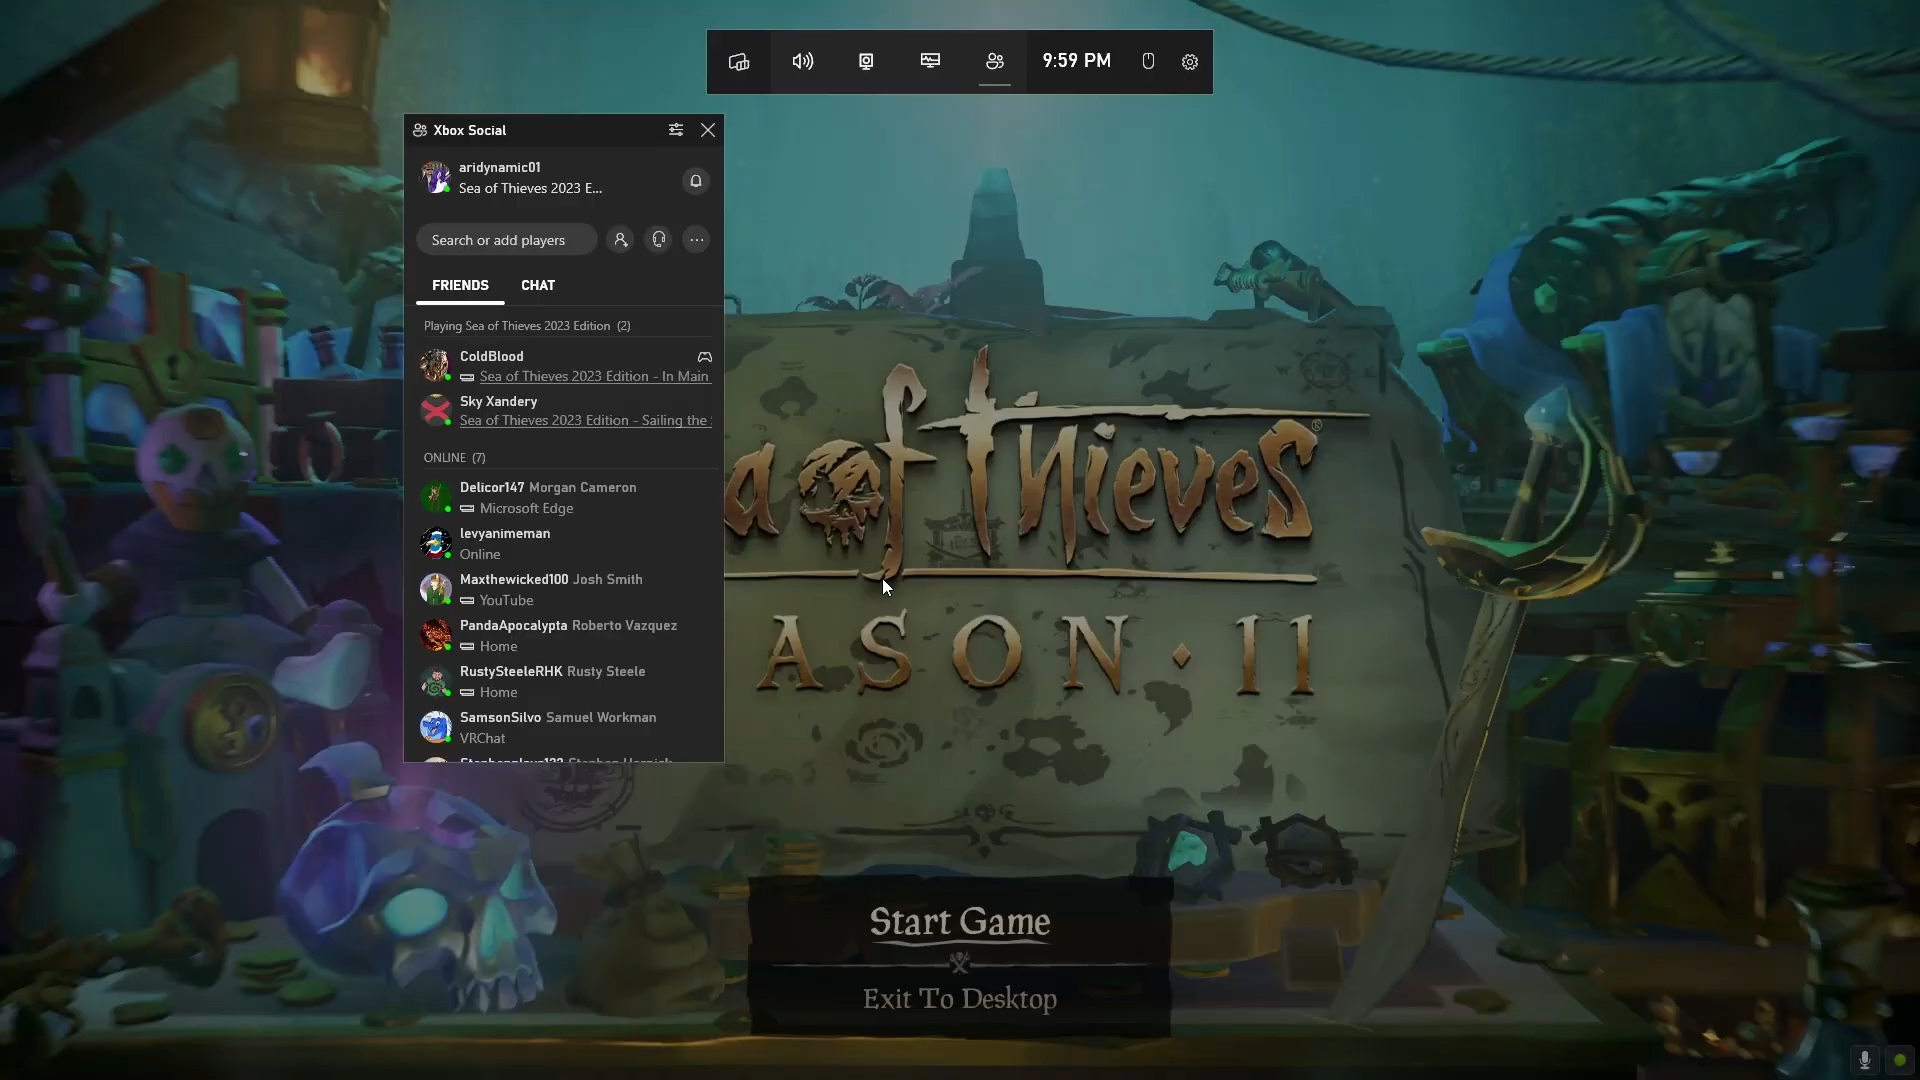 9:59 PM
Xbox Social
aridynamic01
Sea of Thieves 2023 E...
Search or add players
FRIENDS CHAT
Playing Sea of Thieves 2023 Edition (2)
ColdBlood
Sea of Thieves 2023 Edition - In Main
Sky Xandery
Sea of Thieves 2023 Edition - Sailing the
ONLINE (7)
Delicor147 Morgan Cameron
Microsoft Edge
levyanimeman
Online
Maxthewicked100 Josh Smith
YouTube
PandaApocalypta Roberto Vazquez
Home
RustySteeleRHK Rusty Steele
Home
SamsonSilvo Samuel Workman
VRChat
a of Thieves®
ASON · 11
Start Game
Exit To Desktop